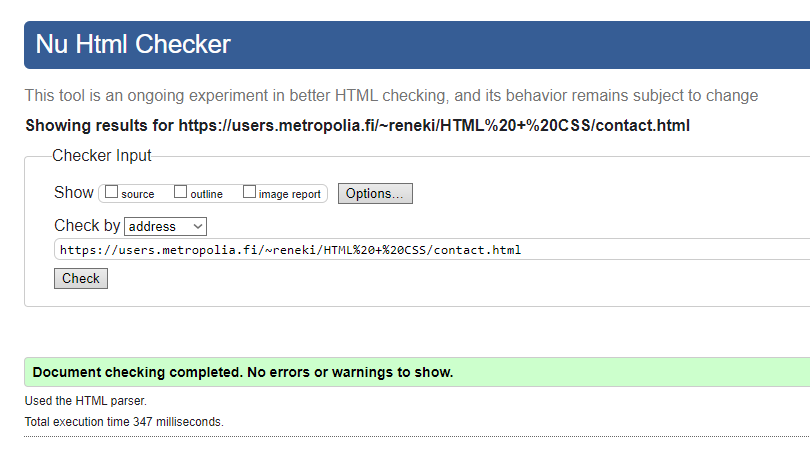 Nu Html Checker
This tool is an ongoing experiment in better HTML checking, and its behavior remains subject to change
Showing results for https://users.metropolia.fi/~reneki/HTML%20+%20CSS/contact.html
Checker Input
Show source outline image report Options...
Check by address
https://users.metropolia.fi/~reneki/HTML%20+%20CSS/contact.html
Check
Document checking completed. No errors or warnings to show.
Used the HTML parser.
Total execution time 347 milliseconds.